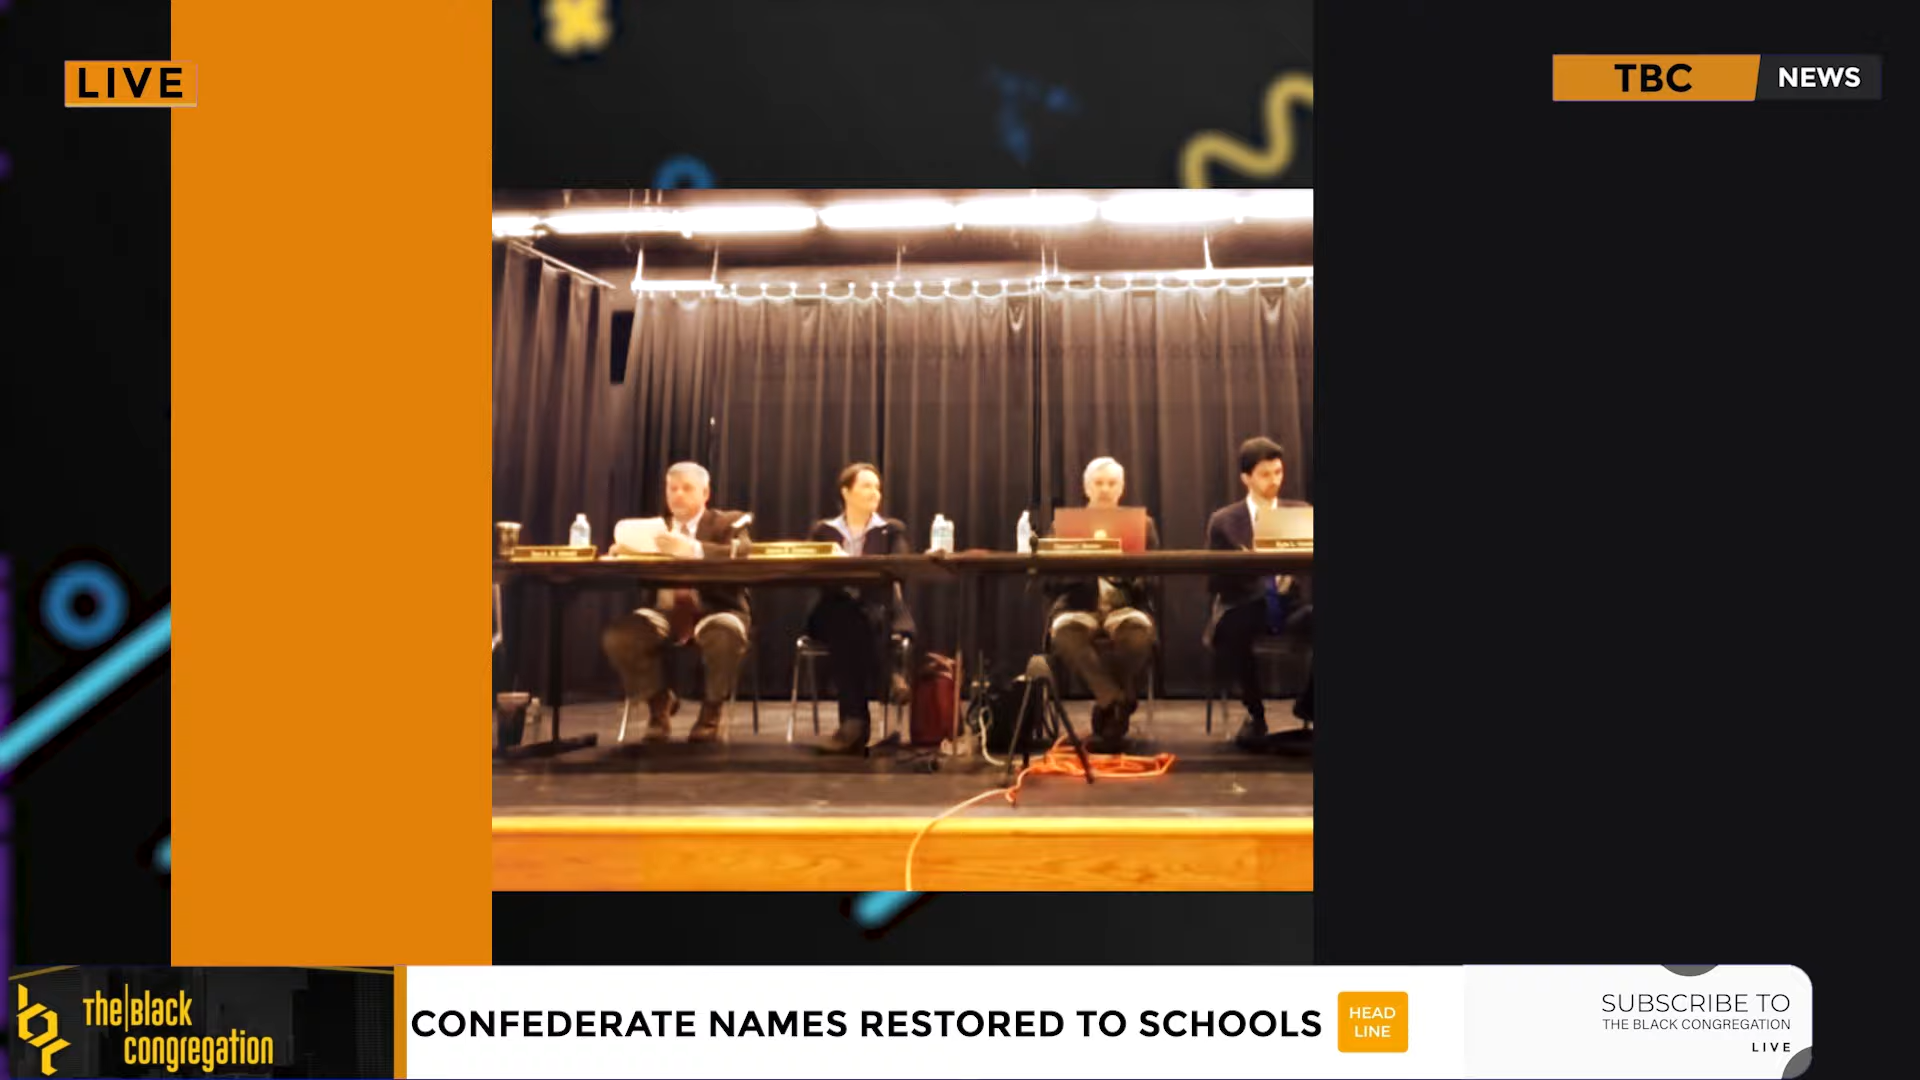 LIVE
TBC NEWS
the|Black
congregation
CONFEDERATE NAMES RESTORED TO SCHOOLS
HEAD
LINE
SUBSCRIBE TO
THE BLACK CONGREGATION
LIVE